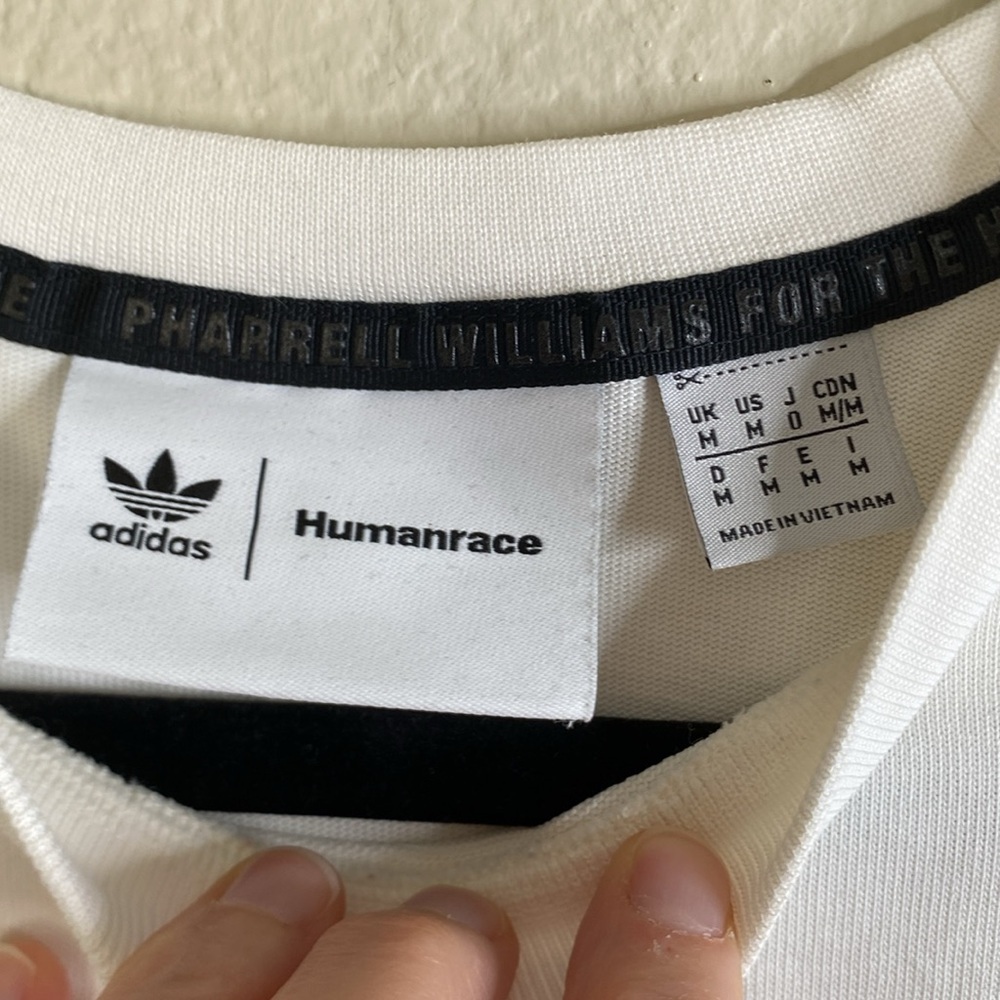 E PHARRELL WILLIAMS FOR THE H
adidas | Humanrace
UK US J CDN
M M O M/M
D F E I
M M M M
MADE IN VIETNAM